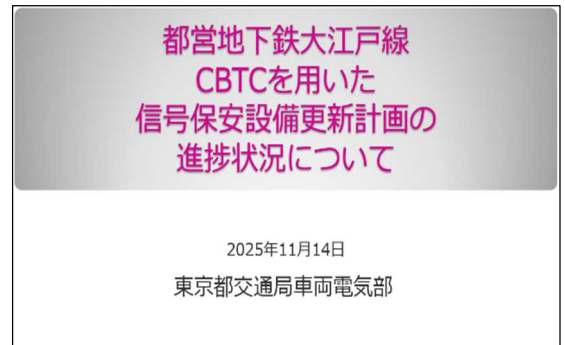 都営地下鉄大江戸線
CBTCを用いた
信号保安設備更新計画の
進捗状況について
2025年11月14日
東京都交通局車両電気部